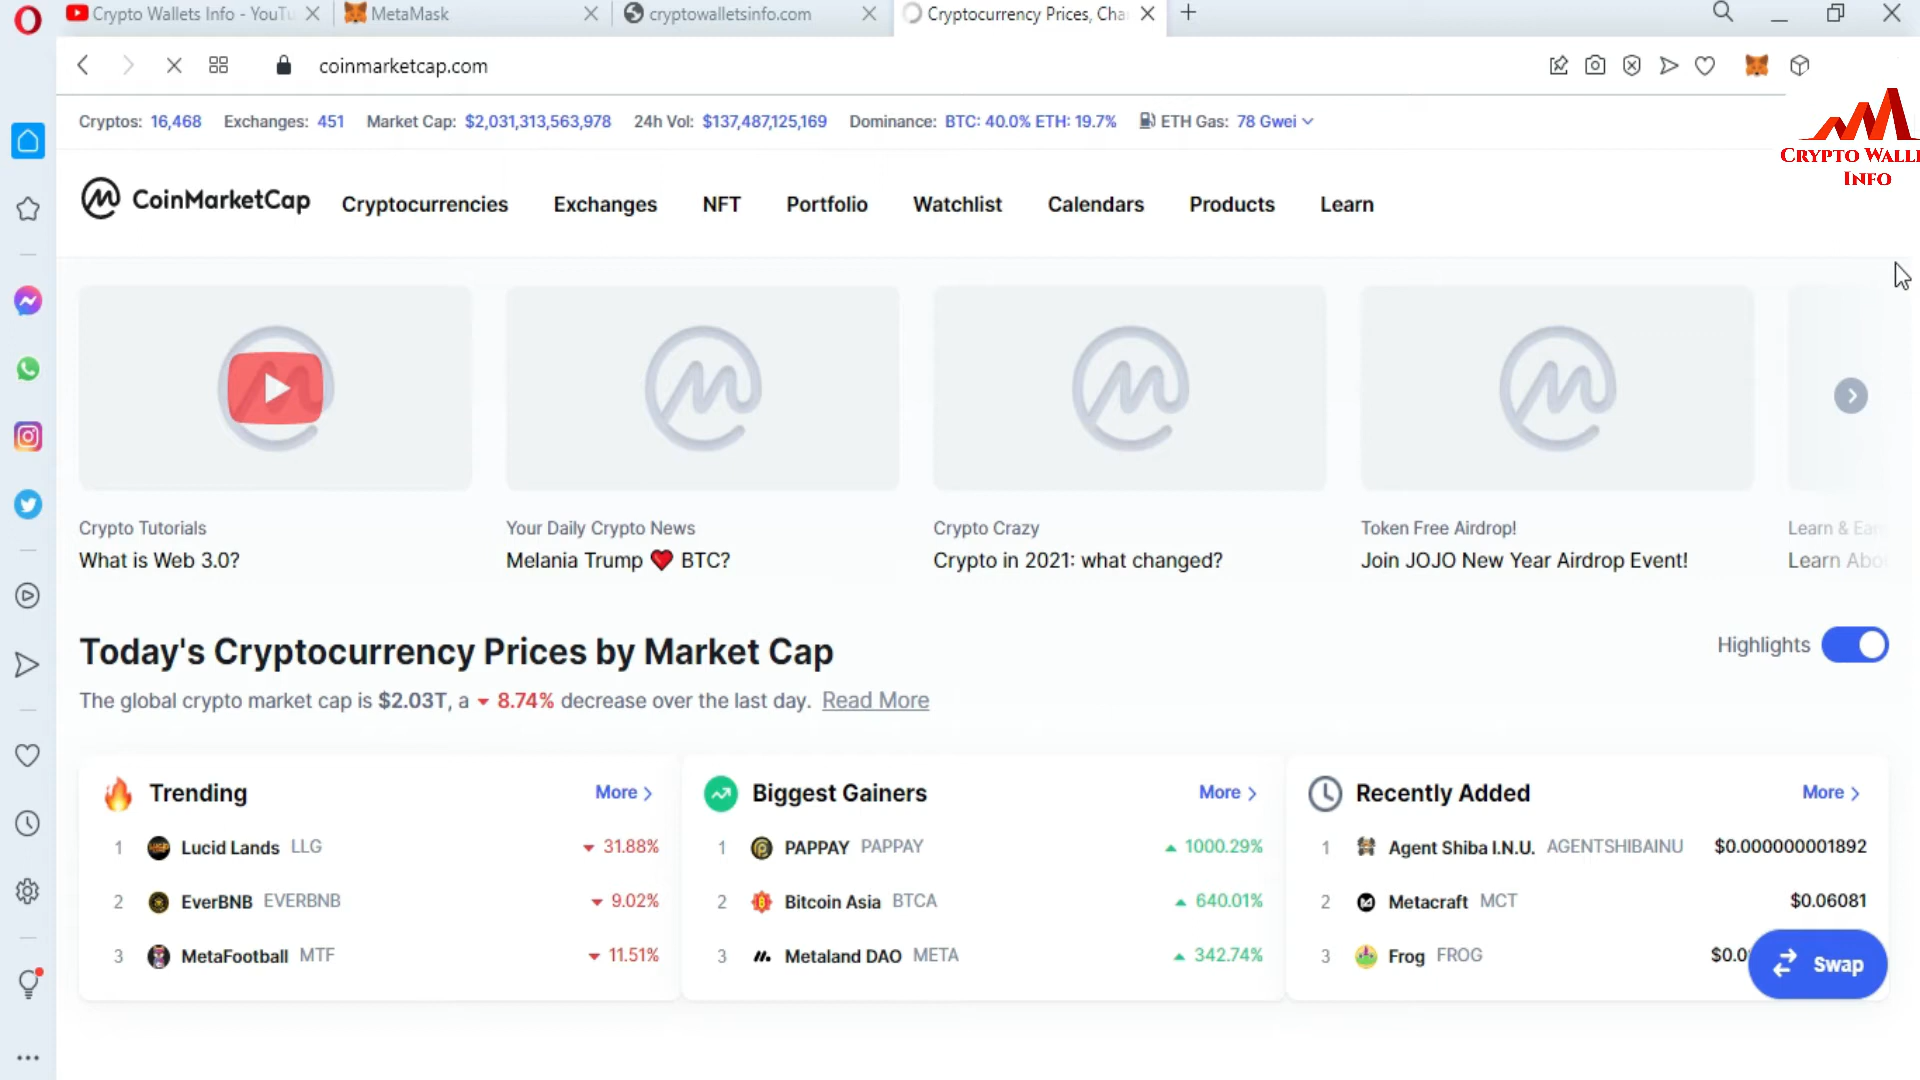 Crypto Wallets Info - YouTu
MetaMask
cryptowalletsinfo.com
Cryptocurrency Prices, Cha
coinmarketcap.com
Cryptos: 16,468 Exchanges: 451 Market Cap: $2,031,313,563,978 24h Vol: $137,487,125,169 Dominance: BTC: 40.0% ETH: 19.7% ETH Gas: 78 Gwei
CRYPTO WALLE
INFO
CoinMarketCap Cryptocurrencies Exchanges NFT Portfolio Watchlist Calendars Products Learn
Crypto Tutorials
What is Web 3.0?
Your Daily Crypto News
Melania Trump ❤️ BTC?
Crypto Crazy
Crypto in 2021: what changed?
Token Free Airdrop!
Join JOJO New Year Airdrop Event!
Learn & Earn
Learn Abo
Today's Cryptocurrency Prices by Market Cap
Highlights
The global crypto market cap is $2.03T, a 8.74% decrease over the last day. Read More
Trending More
1 Lucid Lands LLG 31.88%
2 EverBNB EVERBNB 9.02%
3 MetaFootball MTF 11.51%
Biggest Gainers More
1 PAPPAY PAPPAY 1000.29%
2 Bitcoin Asia BTCA 640.01%
3 Metaland DAO META 342.74%
Recently Added More
1 Agent Shiba I.N.U. AGENTSHIBAINU $0.000000001892
2 Metacraft MCT $0.06081
3 Frog FROG $0.0
Swap